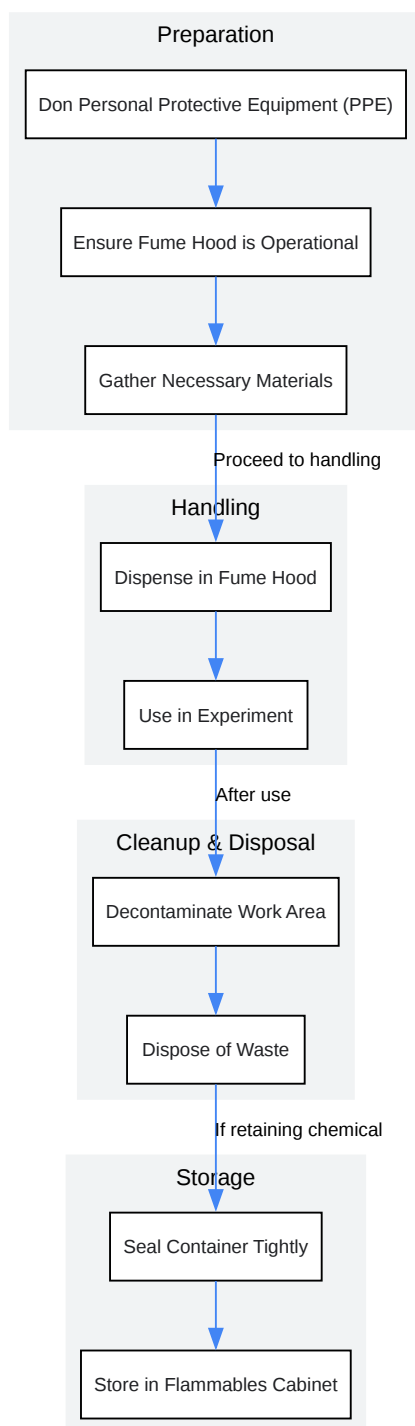 Preparation
Don Personal Protective Equipment (PPE)
Ensure Fume Hood is Operational
Gather Necessary Materials
Proceed to handling
Handling
Dispense in Fume Hood
Use in Experiment
After use
Cleanup & Disposal
Decontaminate Work Area
Dispose of Waste
If retaining chemical
Storage
Seal Container Tightly
Store in Flammables Cabinet